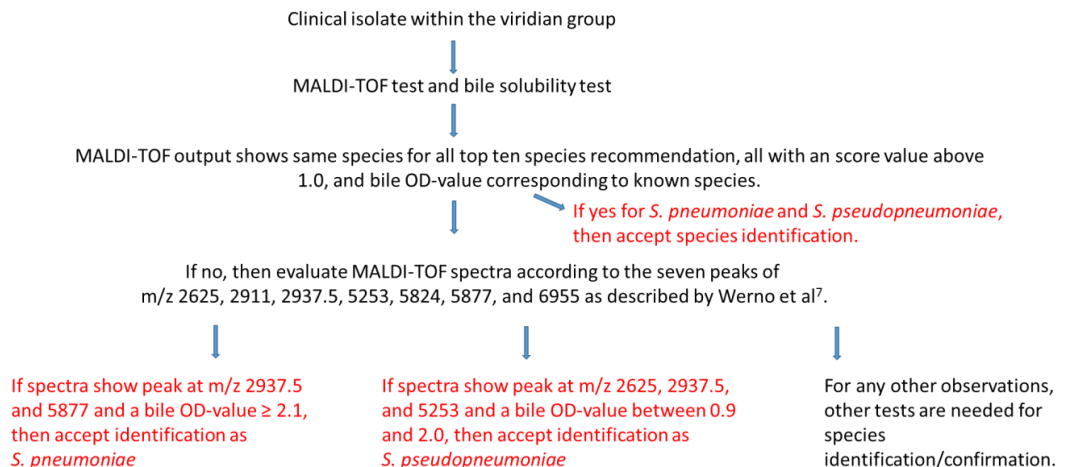 Clinical isolate within the viridian group
MALDI-TOF test and bile solubility test
MALDI-TOF output shows same species for all top ten species recommendation, all with an score value above
1.0, and bile OD-value corresponding to known species.
If yes for S. pneumoniae and S. pseudopneumoniae,
then accept species identification.
If no, then evaluate MALDI-TOF spectra according to the seven peaks of
m/z 2625, 2911, 2937.5, 5253, 5824, 5877, and 6955 as described by Werno et al⁷.
If spectra show peak at m/z 2937.5
and 5877 and a bile OD-value ≥ 2.1,
then accept identification as
S. pneumoniae
If spectra show peak at m/z 2625, 2937.5,
and 5253 and a bile OD-value between 0.9
and 2.0, then accept identification as
S. pseudopneumoniae
For any other observations,
other tests are needed for
species
identification/confirmation.